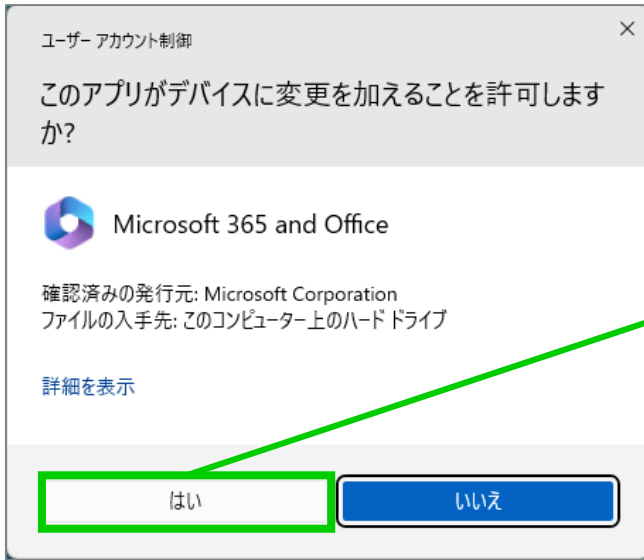 ユーザー アカウント制御
このアプリがデバイスに変更を加えることを許可します
か?
Microsoft 365 and Office
確認済みの発行元: Microsoft Corporation
ファイルの入手先: このコンピューター上のハード ドライブ
詳細を表示
はい
いいえ